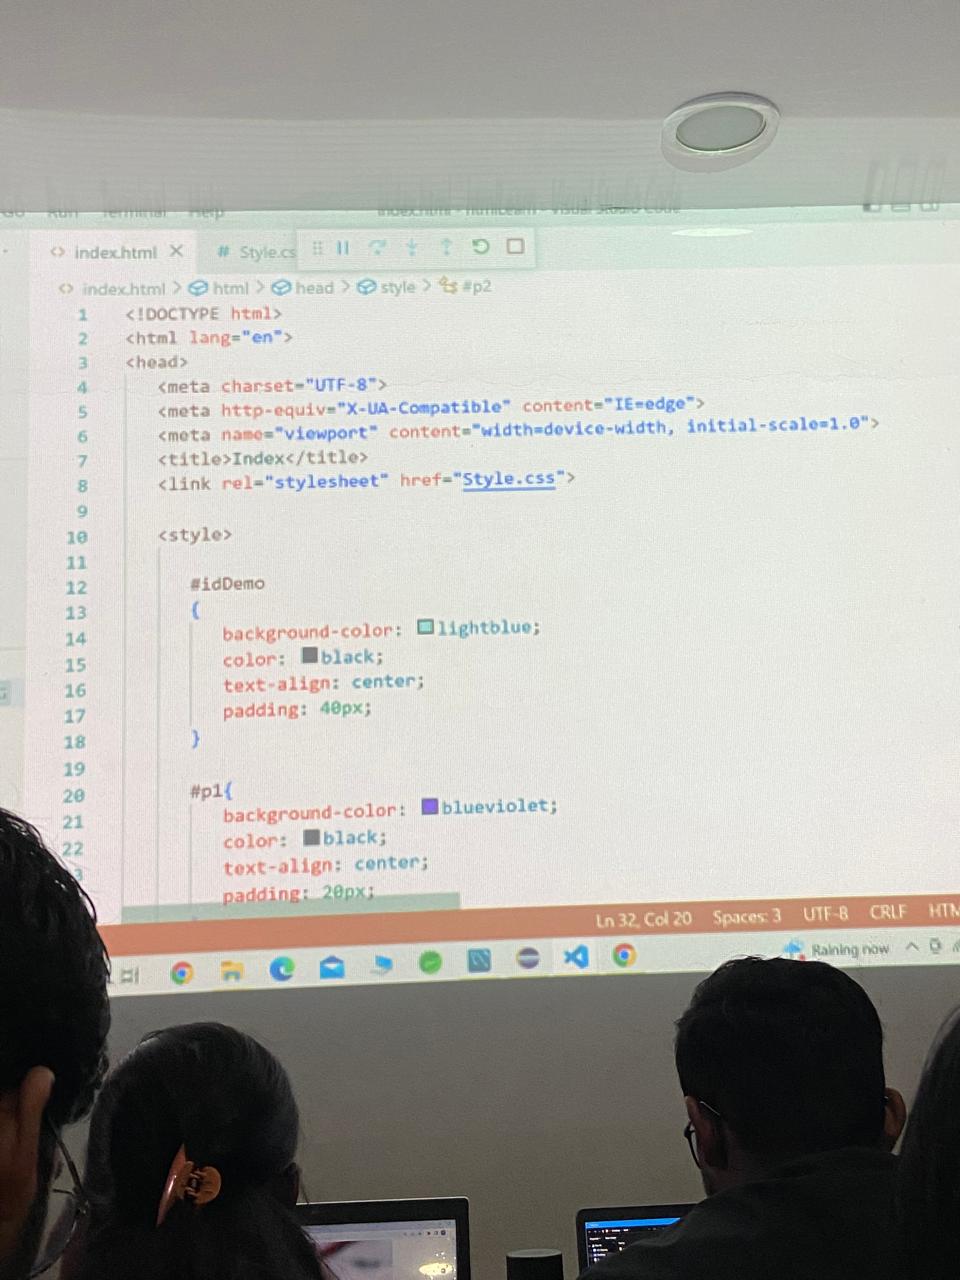 Run Terminal Help index.html - Visual Studio Code
index.html Style.cs
index.html > html > head > style > #p2
1 <!DOCTYPE html>
2 <html lang="en">
3 <head>
4 <meta charset="UTF-8">
5 <meta http-equiv="X-UA-Compatible" content="IE=edge">
6 <meta name="viewport" content="width=device-width, initial-scale=1.0">
7 <title>Index</title>
8 <link rel="stylesheet" href="Style.css">
9
10 <style>
11
12 #idDemo
13 {
14 background-color: lightblue;
15 color: black;
16 text-align: center;
17 padding: 40px;
18 }
19
20 #p1{
21 background-color: blueviolet;
22 color: black;
3 text-align: center;
padding: 20px;
Ln 32, Col 20 Spaces: 3 UTF-8 CRLF HTM
Raining now